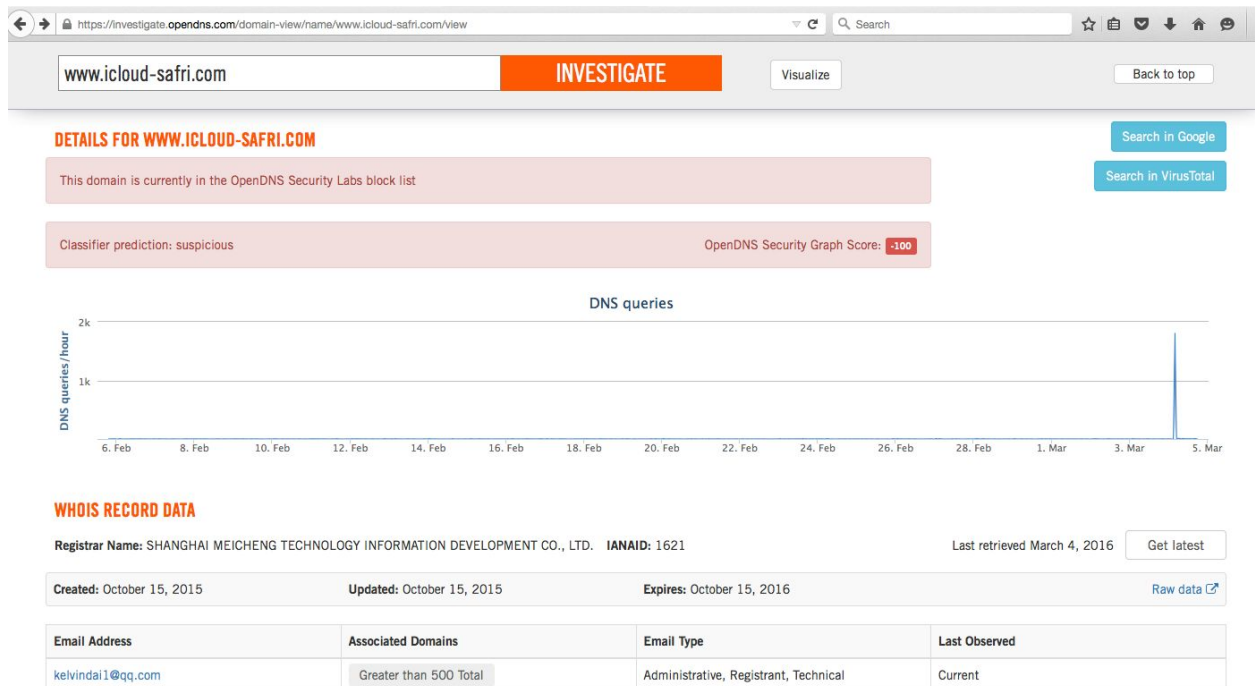 https://investigate.opendns.com/domain-view/name/www.icloud-safri.com/view
Search
www.icloud-safri.com
INVESTIGATE
Visualize
Back to top
DETAILS FOR WWW.ICLOUD-SAFRI.COM
Search in Google
This domain is currently in the OpenDNS Security Labs block list
Search in VirusTotal
Classifier prediction: suspicious
OpenDNS Security Graph Score: -100
DNS queries
DNS queries/hour
2k
1k
6. Feb 8. Feb 10. Feb 12. Feb 14. Feb 16. Feb 18. Feb 20. Feb 22. Feb 24. Feb 26. Feb 28. Feb 1. Mar 3. Mar 5. Mar
WHOIS RECORD DATA
Registrar Name: SHANGHAI MEICHENG TECHNOLOGY INFORMATION DEVELOPMENT CO., LTD. IANAID: 1621
Last retrieved March 4, 2016
Get latest
Created: October 15, 2015 Updated: October 15, 2015 Expires: October 15, 2016 Raw data
Email Address Associated Domains Email Type Last Observed
kelvindai1@qq.com Greater than 500 Total Administrative, Registrant, Technical Current